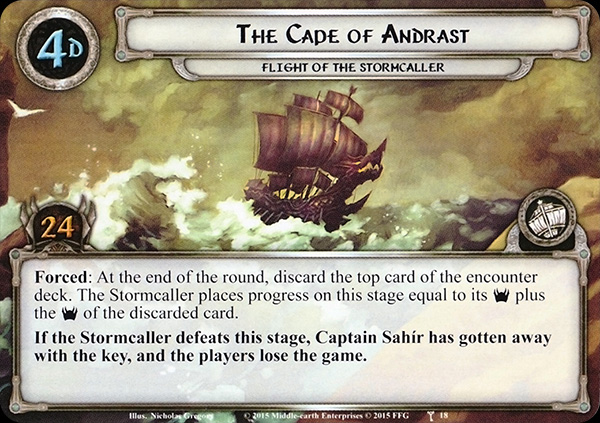 4D
THE CAPE OF ANDRAST
FLIGHT OF THE STORMCALLER
24
Forced: At the end of the round, discard the top card of the encounter
deck. The Stormcaller places progress on this stage equal to its plus
the of the discarded card.
If the Stormcaller defeats this stage, Captain Sahír has gotten away
with the key, and the players lose the game.
Illus. Nicholas Gregory © 2015 Middle-earth Enterprises © 2015 FFG 18